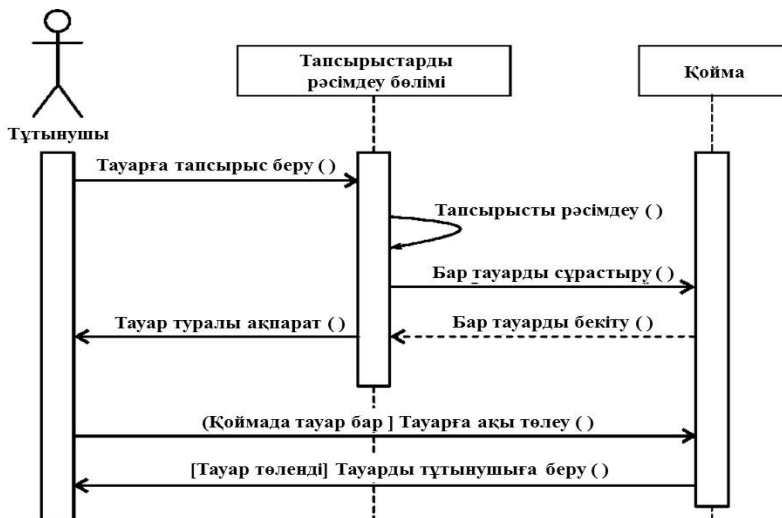 Тапсырыстарды
рәсімдеу бөлімі
Қойма
Тұтынушы
Тауарға тапсырыс беру ( )
Тапсырысты рәсімдеу ( )
Бар тауарды сұрастыру ( )
Тауар туралы ақпарат ( )
Бар тауарды бекіту ( )
(Қоймада тауар бар ] Тауарға ақы төлеу ( )
[Тауар төленді] Тауарды тұтынушыға беру ( )